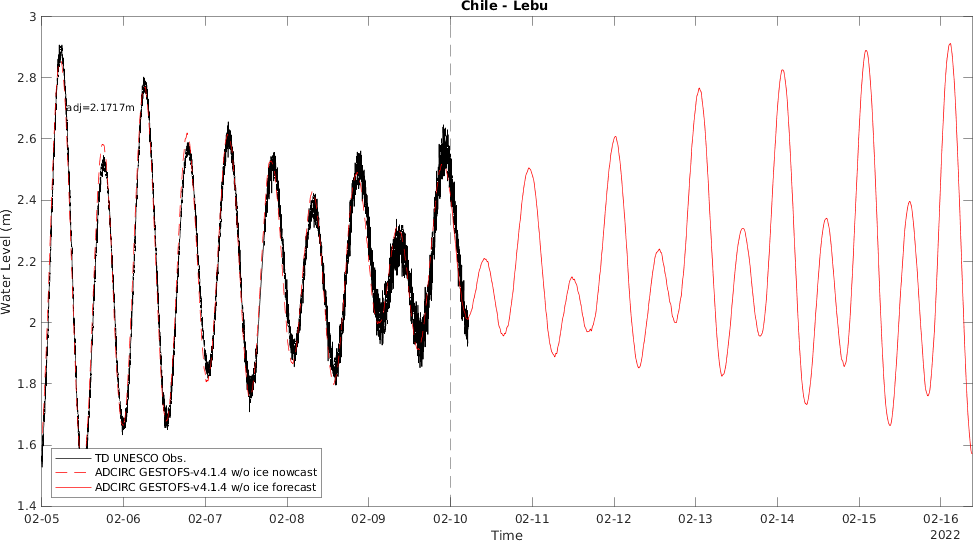 Chile - Lebu
3
2.8
2.6
2.4
2.2
2
1.8
1.6
1.4
Water Level (m)
adj=2.1717m
TD UNESCO Obs.
ADCIRC GESTOFS-v4.1.4 w/o ice nowcast
ADCIRC GESTOFS-v4.1.4 w/o ice forecast
02-05 02-06 02-07 02-08 02-09 02-10 02-11 02-12 02-13 02-14 02-15 02-16
Time
2022